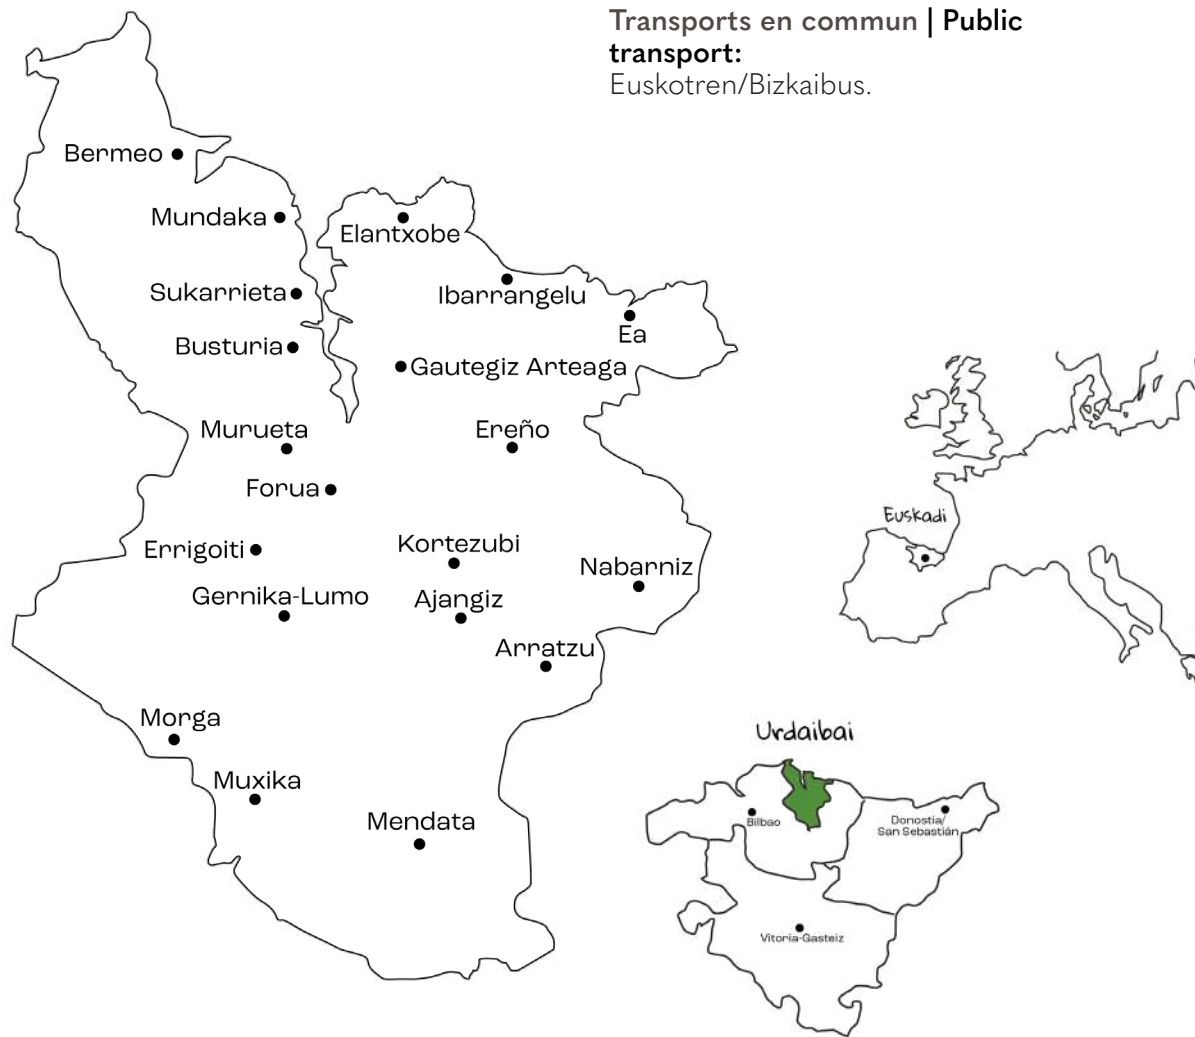 Transports en commun | Public
transport:
Euskotren/Bizkaibus.
Bermeo
Mundaka
Elantxobe
Sukarrieta
Ibarrangelu
Ea
Busturia
Gautegiz Arteaga
Murueta
Ereño
Forua
Euskadi
Errigoiti
Kortezubi
Nabarniz
Gernika-Lumo
Ajangiz
Arratzu
Morga
Urdaibai
Muxika
Mendata
Bilbao
Donostia/
San Sebastián
Vitoria-Gasteiz